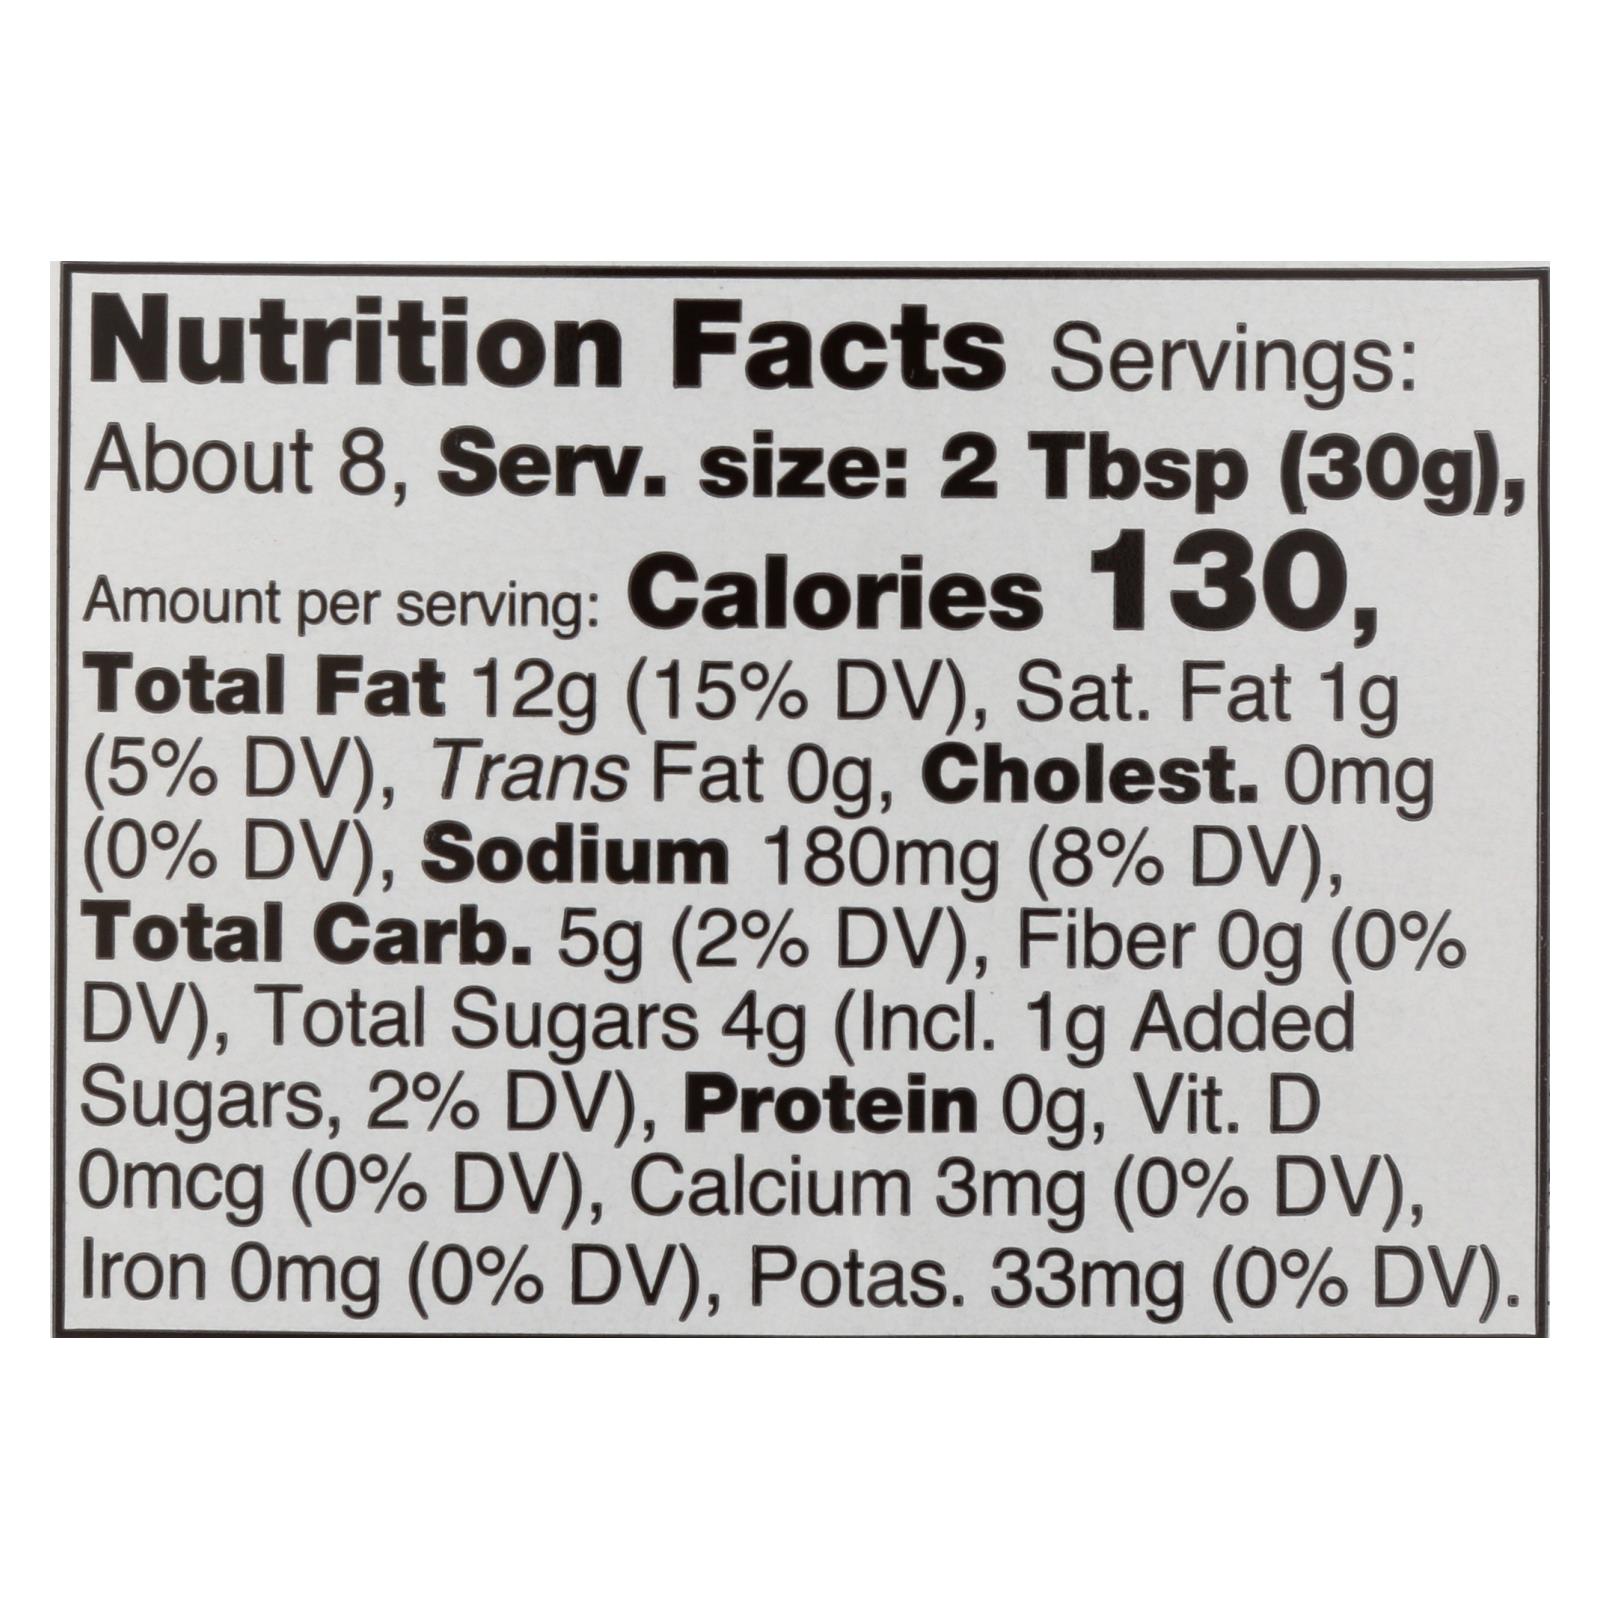 Nutrition Facts Servings:
About 8, Serv. size: 2 Tbsp (30g),
Amount per serving: Calories 130,
Total Fat 12g (15% DV), Sat. Fat 1g
(5% DV), Trans Fat 0g, Cholest. 0mg
(0% DV), Sodium 180mg (8% DV),
Total Carb. 5g (2% DV), Fiber 0g (0%
DV), Total Sugars 4g (Incl. 1g Added
Sugars, 2% DV), Protein 0g, Vit. D
0mcg (0% DV), Calcium 3mg (0% DV),
Iron 0mg (0% DV), Potas. 33mg (0% DV).